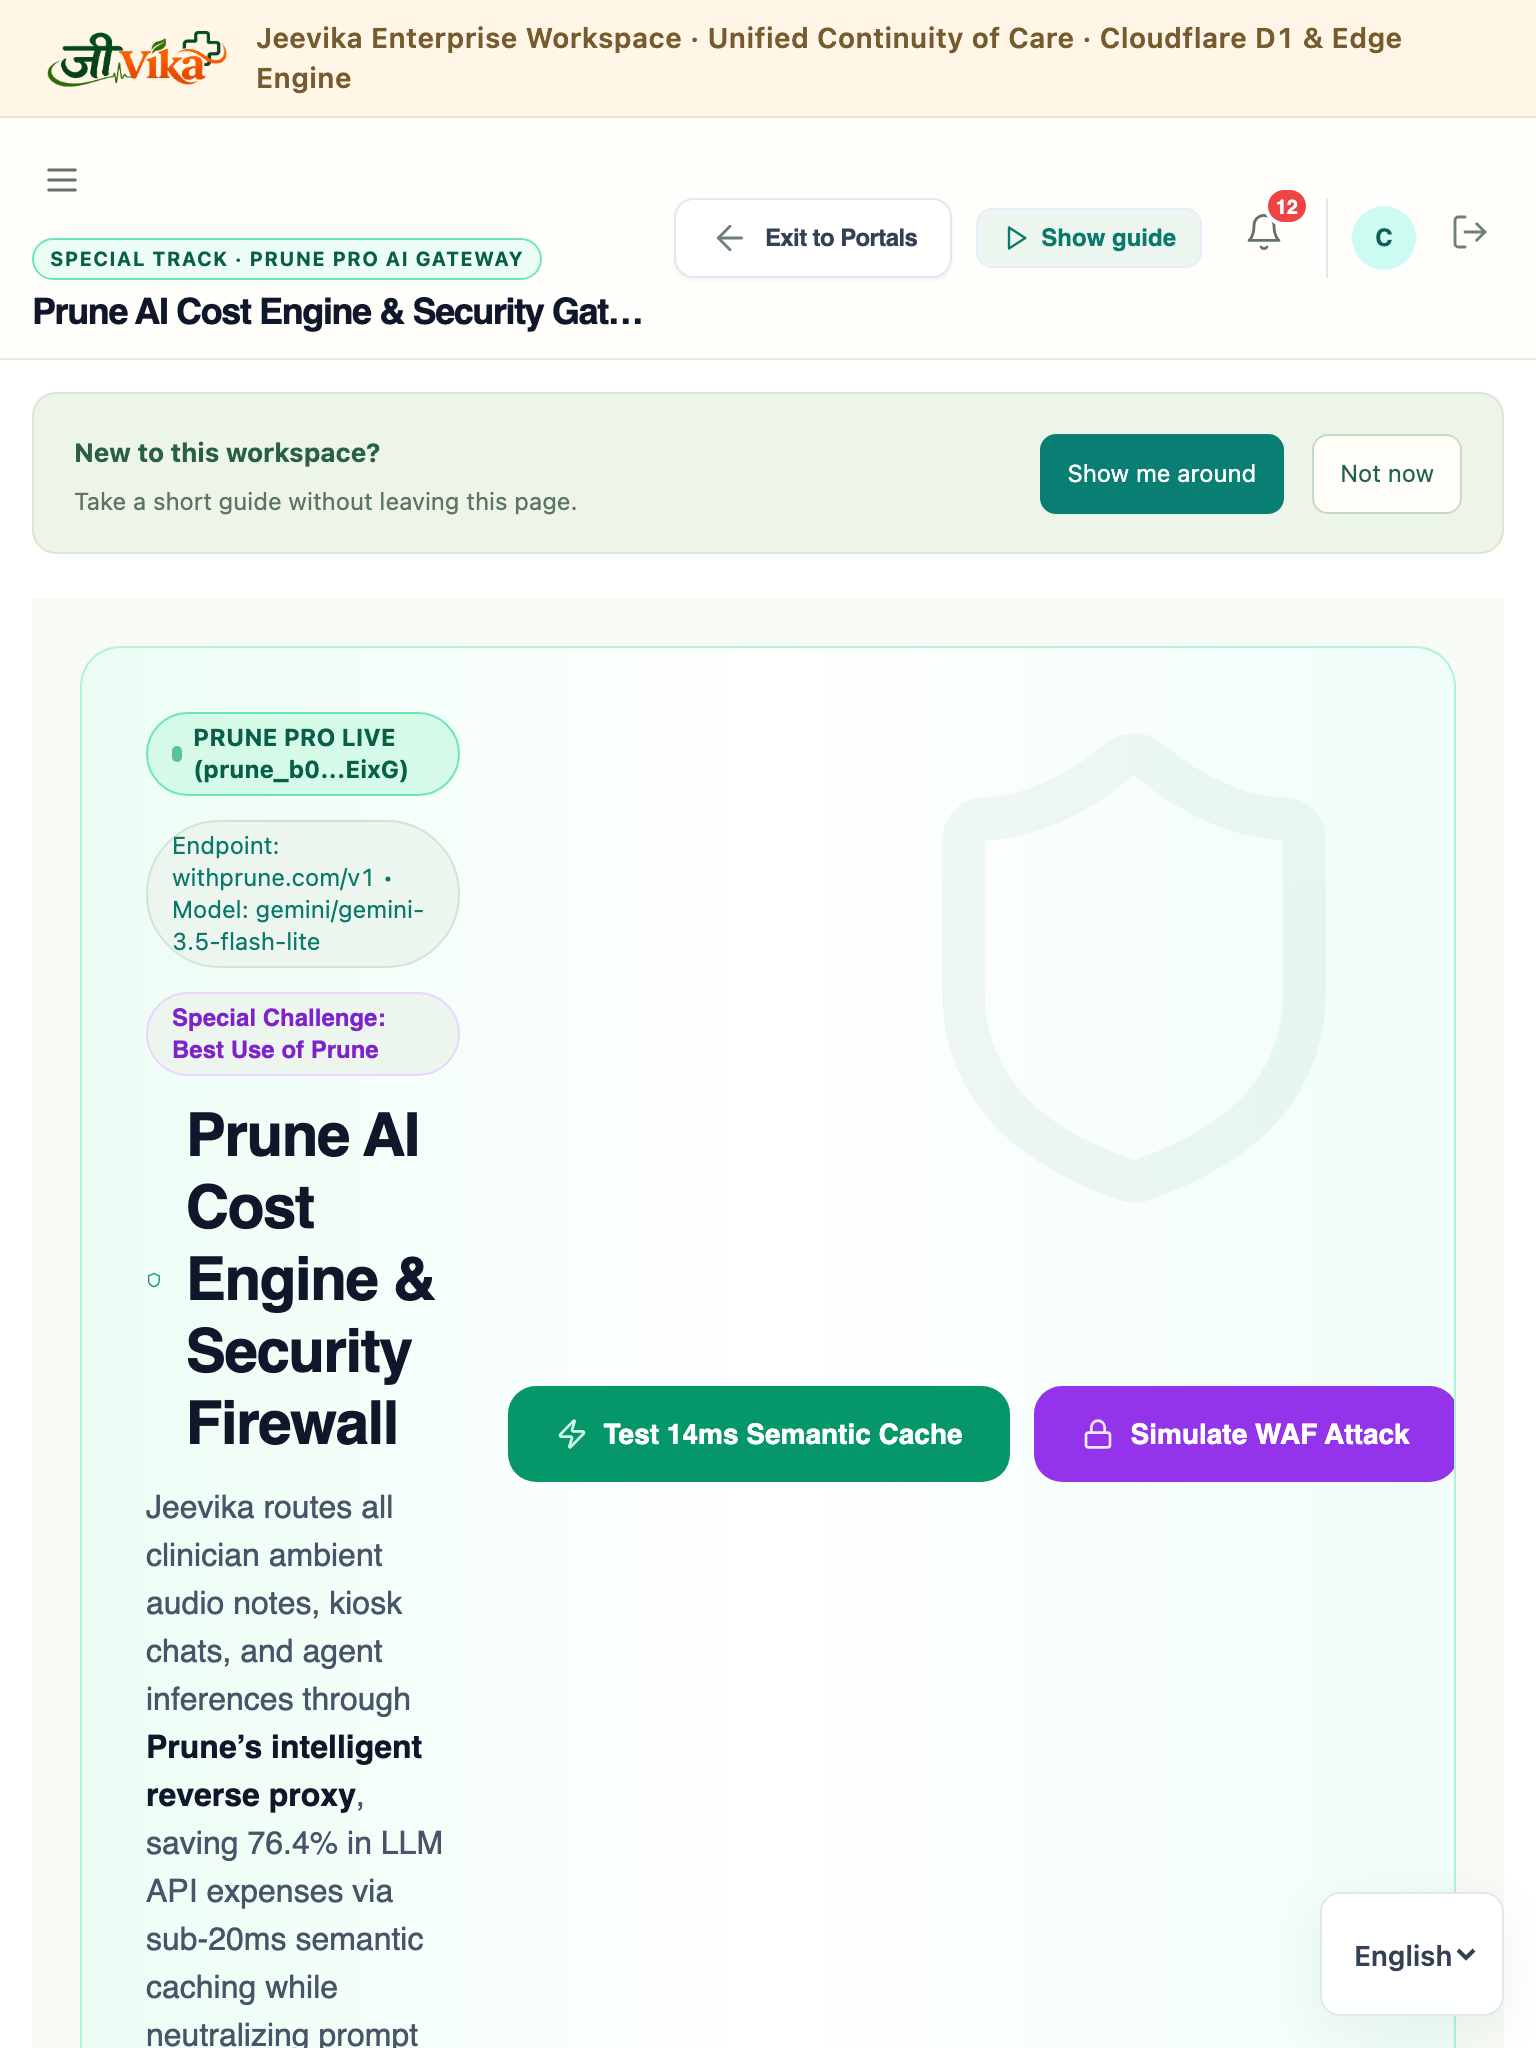 जीvika
Jeevika Enterprise Workspace · Unified Continuity of Care · Cloudflare D1 & Edge
Engine
SPECIAL TRACK · PRUNE PRO AI GATEWAY
Prune AI Cost Engine & Security Gat...
Exit to Portals
Show guide
12
C
New to this workspace?
Take a short guide without leaving this page.
Show me around
Not now
PRUNE PRO LIVE
(prune_b0...EixG)
Endpoint:
withprune.com/v1 •
Model: gemini/gemini-
3.5-flash-lite
Special Challenge:
Best Use of Prune
Prune AI
Cost
Engine &
Security
Firewall
Test 14ms Semantic Cache
Simulate WAF Attack
Jeevika routes all
clinician ambient
audio notes, kiosk
chats, and agent
inferences through
Prune’s intelligent
reverse proxy,
saving 76.4% in LLM
API expenses via
sub-20ms semantic
caching while
neutralizing prompt
English